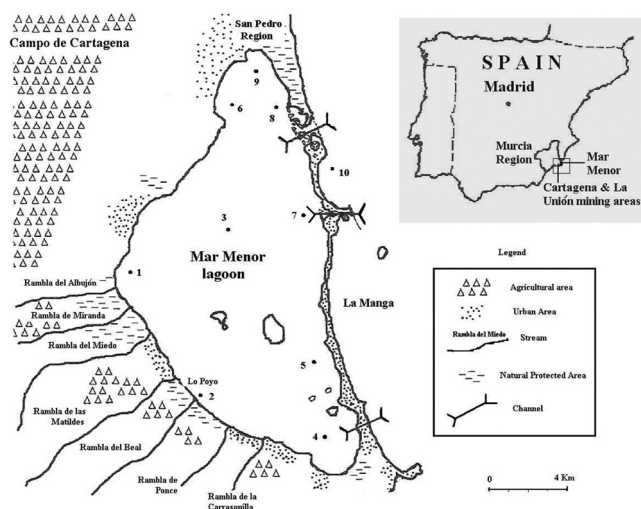 San Pedro
Region
Campo de Cartagena
9
6
8
10
7
3
Mar Menor
lagoon
1
Rambla del Albujón
Rambla de Miranda
Rambla del Miedo
La Manga
5
Lo Poyo
2
Rambla de las
Matildes
4
Rambla del Beal
Rambla de
Ponce
Rambla de la
Carrasquilla
SPAIN
Madrid
Murcia
Region
Mar
Menor
Cartagena & La
Unión mining areas
Legend
Agricultural area
Urban Area
Rambla del Miedo
Stream
Natural Protected Area
Channel
0 4 Km